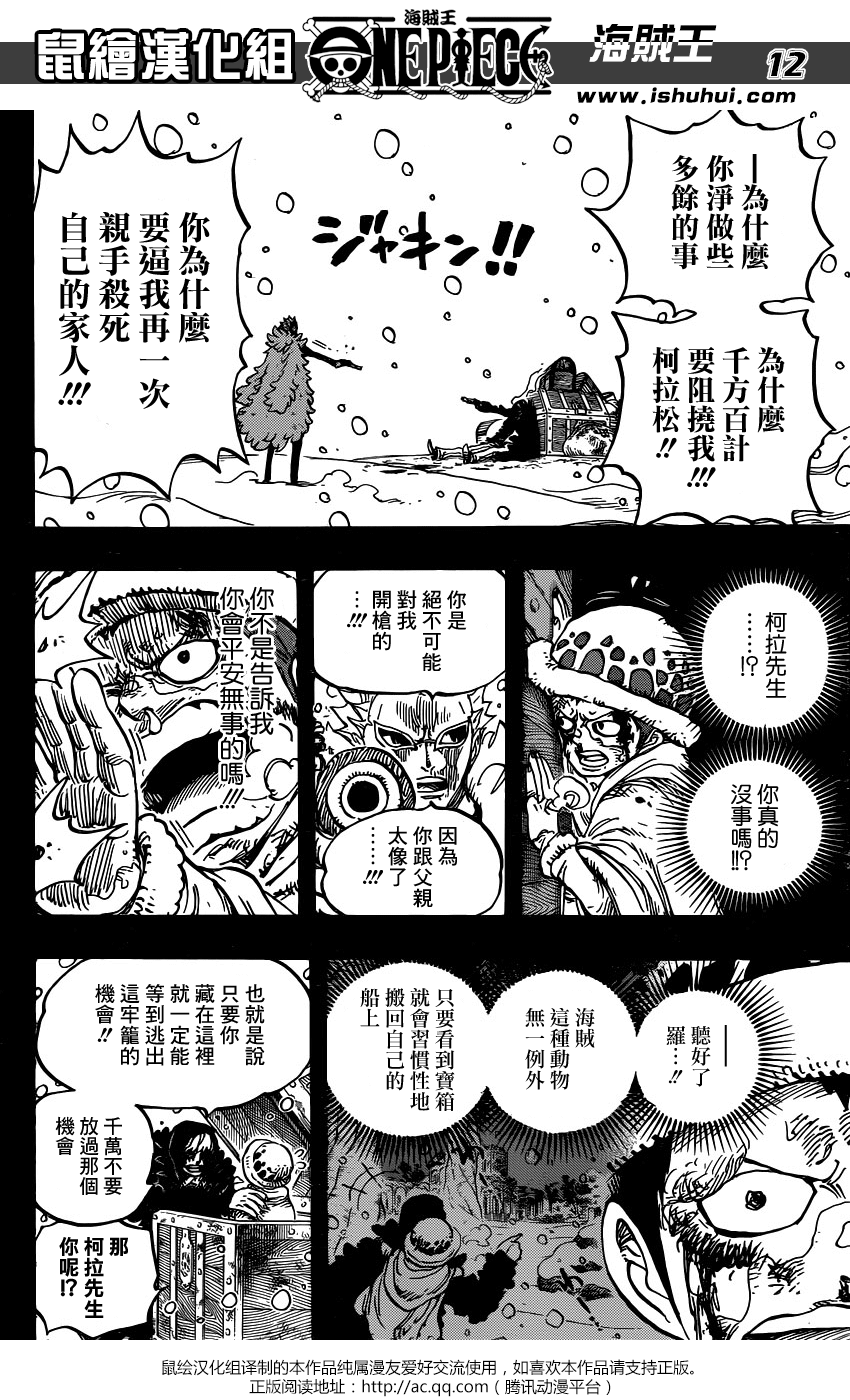 鼠繪漢化組
海賊王
ONE PIECE
海賊王
12
www.ishuhui.com
—為什麼
你淨做些
多餘的事
為什麼
千方百計
要阻撓我!!!
柯拉松!!
ジャキン!!
你為什麼
要逼我再一次
親手殺死
自己的家人!!!
柯拉先生
……!?
你真的
沒事嗎!!?
你是
絕不可能
對我
開槍的
…!!!
因為
你跟父親
太像了
……!!!
你不是告訴我
你會平安無事的嗎!!!
—聽好了
羅…!!
海賊
這種動物
無一例外
只要看到寶箱
就會習慣性地
搬回自己的
船上
也就是說
只要你
藏在這裡
就一定能
等到逃出
這牢籠的
機會!!
千萬不要
放過那個
機會
那
柯拉先生
你呢!?
鼠绘汉化组译制的本作品纯属漫友爱好交流使用，如喜欢本作品请支持正版。
正版阅读地址：http://ac.qq.com（腾讯动漫平台）